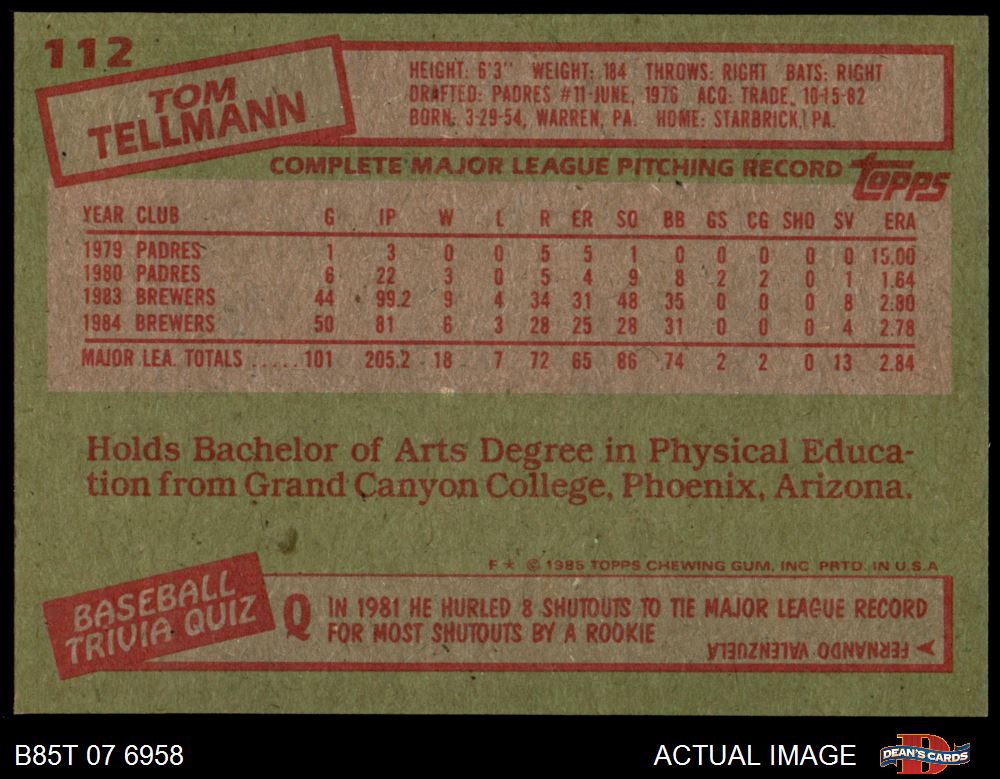 112
TOM
TELLMANN
HEIGHT: 6'3" WEIGHT: 184 THROWS: RIGHT BATS: RIGHT
DRAFTED: PADRES #11-JUNE, 1976 ACQ: TRADE, 10-15-82
BORN: 3-29-54, WARREN, PA. HOME: STARBRICK, PA.
COMPLETE MAJOR LEAGUE PITCHING RECORD topps
YEAR CLUB G IP W L R ER SO BB GS CG SHO SV ERA
1979 PADRES 1 3 0 0 5 5 1 0 0 0 0 0 15.00
1980 PADRES 6 22 3 0 5 4 9 8 2 2 0 1 1.64
1983 BREWERS 44 99.2 9 4 34 31 48 35 0 0 0 8 2.80
1984 BREWERS 50 81 6 3 28 25 28 31 0 0 0 4 2.78
MAJOR LEA. TOTALS .....101 205.2 18 7 72 65 86 74 2 2 0 13 2.84
Holds Bachelor of Arts Degree in Physical Educa-
tion from Grand Canyon College, Phoenix, Arizona.
F★ © 1985 TOPPS CHEWING GUM, INC. PRTD. IN U.S.A
BASEBALL
TRIVIA QUIZ
Q IN 1981 HE HURLED 8 SHUTOUTS TO TIE MAJOR LEAGUE RECORD
FOR MOST SHUTOUTS BY A ROOKIE
FERNANDO VALENZUELA
B85T 07 6958 ACTUAL IMAGE DEAN'S CARDS